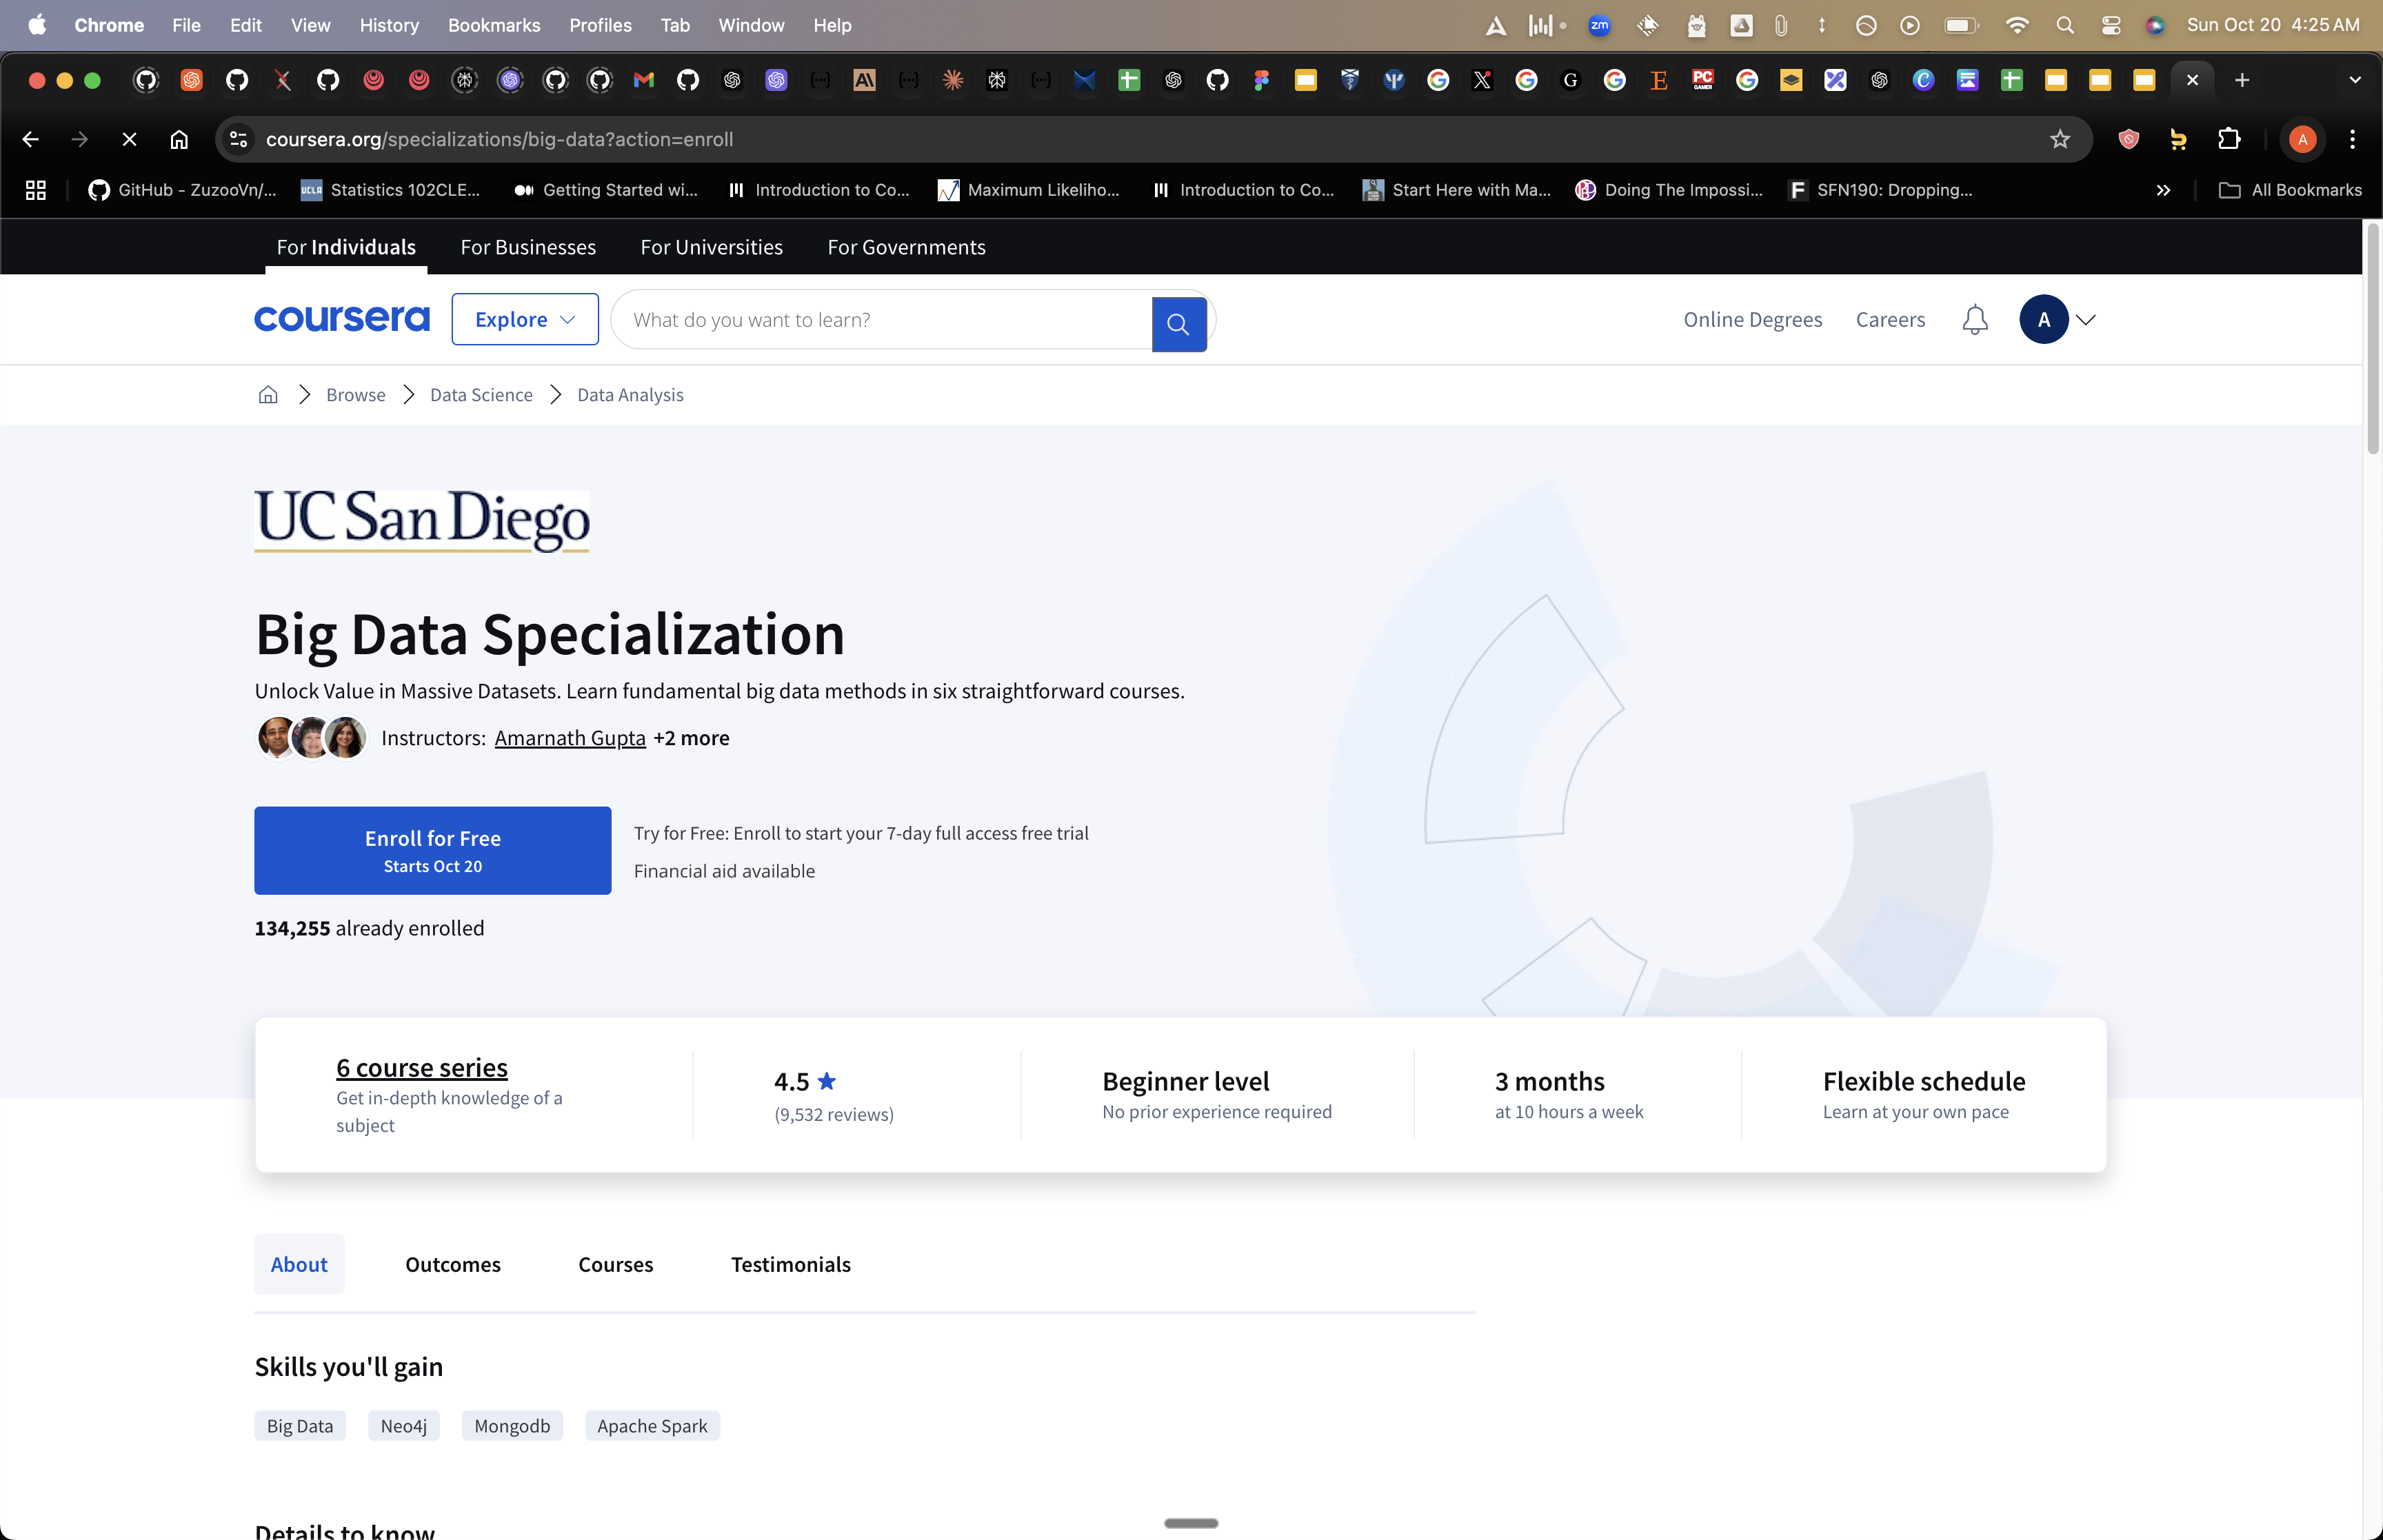 Chrome File Edit View History Bookmarks Profiles Tab Window Help zm Sun Oct 20 4:25 AM
coursera.org/specializations/big-data?action=enroll A
GitHub - ZuzooVn/... UCLA Statistics 102CLE... Getting Started wi... Introduction to Co... Maximum Likeliho... Introduction to Co... Start Here with Ma... Doing The Impossi... F SFN190: Dropping... All Bookmarks
For Individuals For Businesses For Universities For Governments
coursera Explore What do you want to learn? Online Degrees Careers A
Browse Data Science Data Analysis
UC San Diego
Big Data Specialization
Unlock Value in Massive Datasets. Learn fundamental big data methods in six straightforward courses.
Instructors: Amarnath Gupta +2 more
Enroll for Free
Starts Oct 20
Try for Free: Enroll to start your 7-day full access free trial
Financial aid available
134,255 already enrolled
6 course series
Get in-depth knowledge of a
subject
4.5
(9,532 reviews)
Beginner level
No prior experience required
3 months
at 10 hours a week
Flexible schedule
Learn at your own pace
About Outcomes Courses Testimonials
Skills you'll gain
Big Data Neo4j Mongodb Apache Spark
Details to know